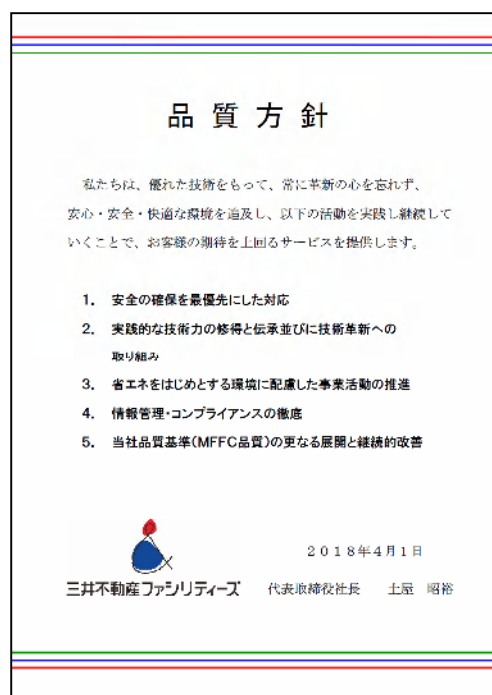 品質方針
私たちは、優れた技術をもって、常に革新の心を忘れず、
安心・安全・快適な環境を追及し、以下の活動を実践し継続して
いくことで、お客様の期待を上回るサービスを提供します。
1. 安全の確保を最優先にした対応
2. 実践的な技術力の修得と伝承並びに技術革新への
取り組み
3. 省エネをはじめとする環境に配慮した事業活動の推進
4. 情報管理・コンプライアンスの徹底
5. 当社品質基準(MFFC品質)の更なる展開と継続的改善
2018年4月1日
三井不動産ファシリティーズ 代表取締役社長 土屋 昭裕